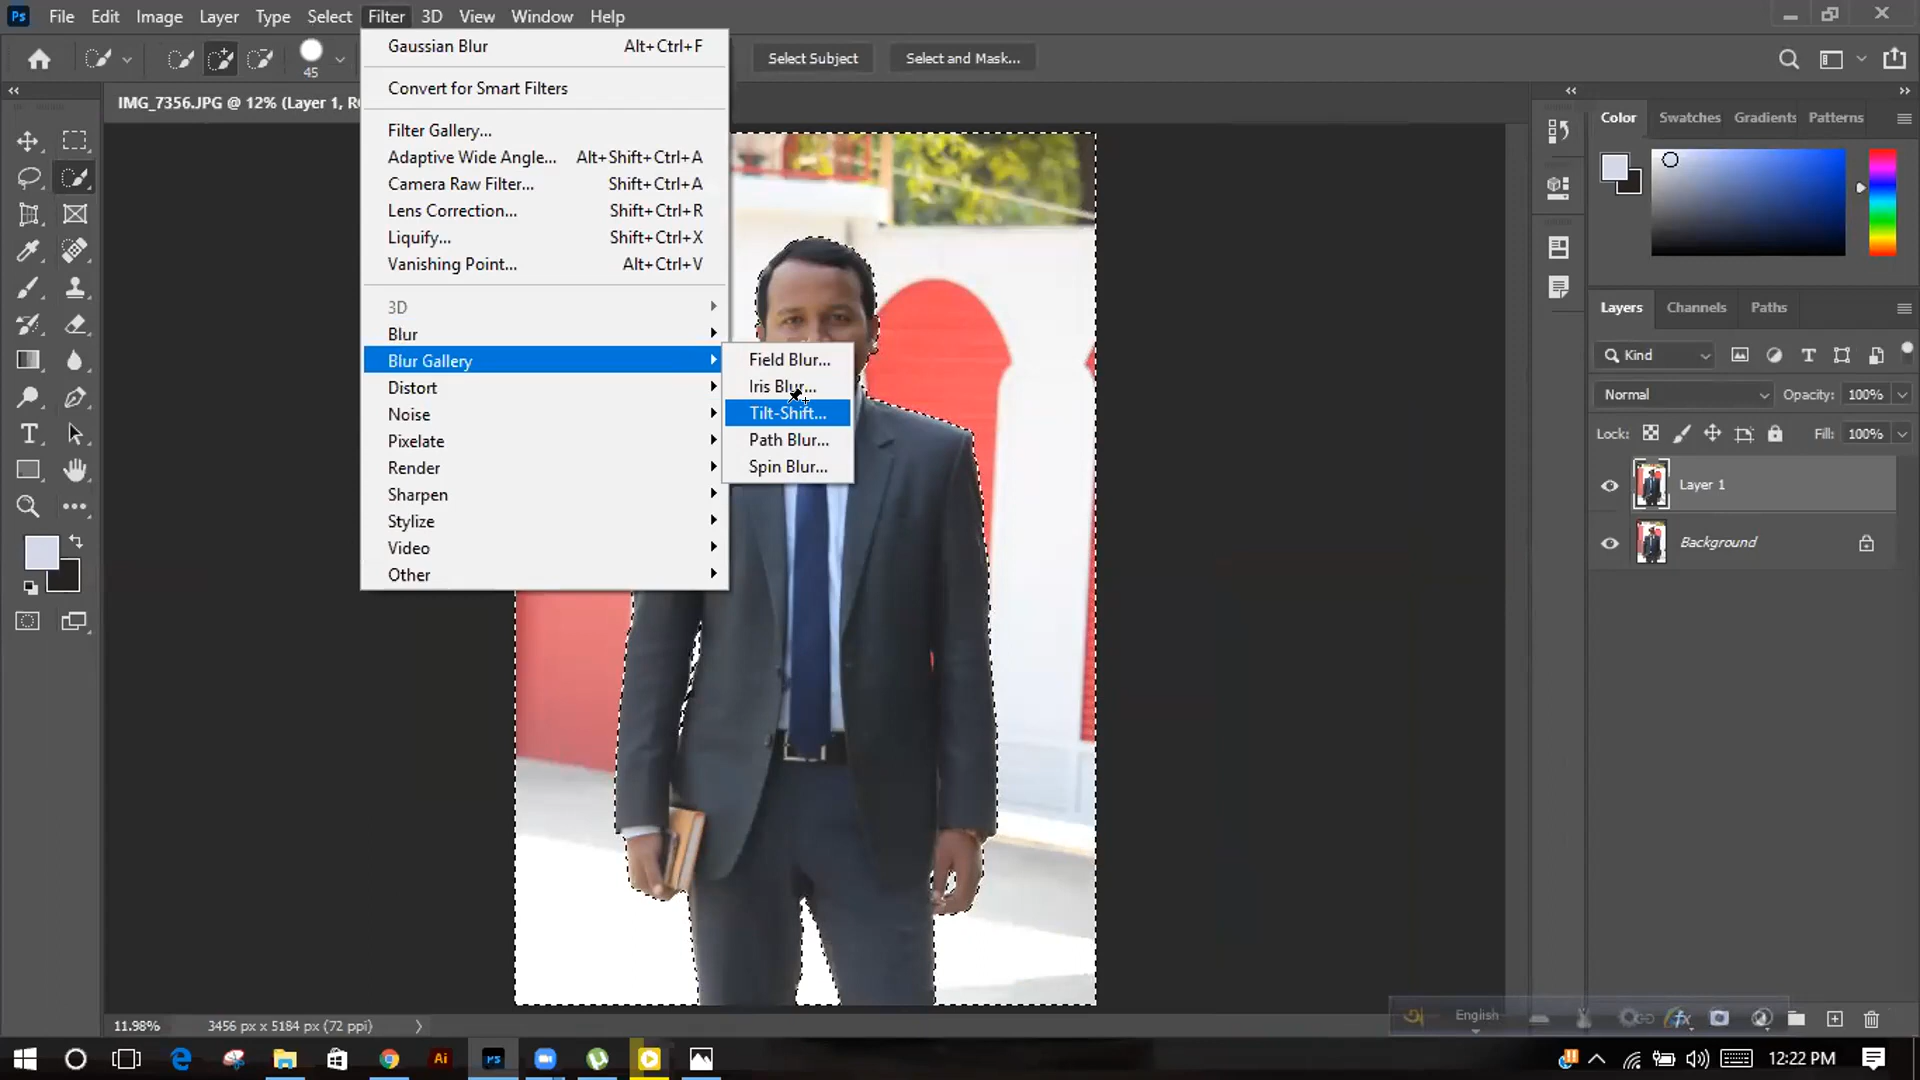 Ps File Edit Image Layer Type Select Filter 3D View Window Help
45 Select Subject Select and Mask...
IMG_7356.JPG @ 12% (Layer 1, R
Gaussian Blur Alt+Ctrl+F
Convert for Smart Filters
Filter Gallery...
Adaptive Wide Angle... Alt+Shift+Ctrl+A
Camera Raw Filter... Shift+Ctrl+A
Lens Correction... Shift+Ctrl+R
Liquify... Shift+Ctrl+X
Vanishing Point... Alt+Ctrl+V
3D
Blur
Blur Gallery
Distort
Noise
Pixelate
Render
Sharpen
Stylize
Video
Other
Field Blur...
Iris Blur...
Tilt-Shift...
Path Blur...
Spin Blur...
Color Swatches Gradients Patterns
Layers Channels Paths
Kind
Normal Opacity: 100%
Lock: Fill: 100%
Layer 1
Background
11.98% 3456 px x 5184 px (72 ppi)
অ English
fx
Ai Ps 12:22 PM